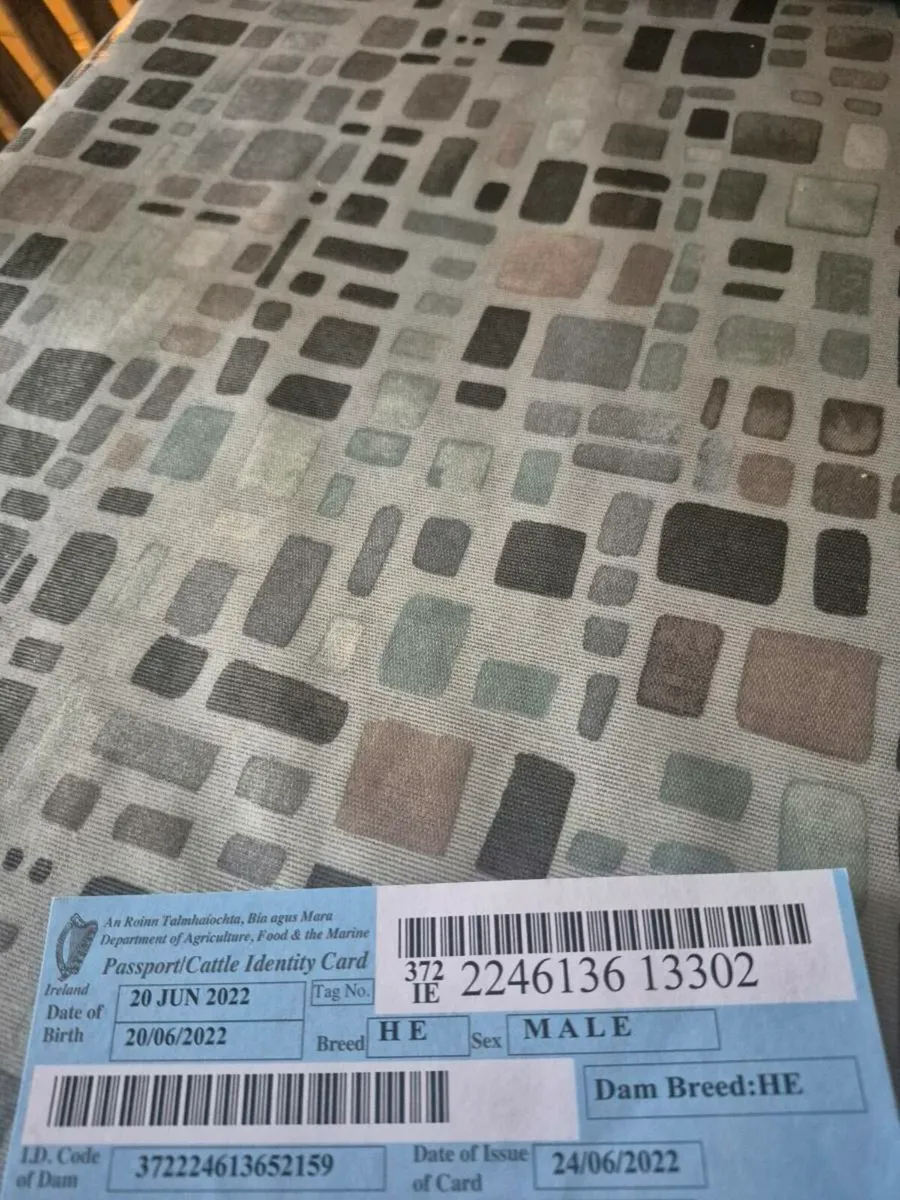 An Roinn Talmhaíochta, Bia agus Mara
Department of Agriculture, Food & the Marine
Passport/Cattle Identity Card
Ireland
Date of Birth
20 JUN 2022
20/06/2022
Tag No.
372 IE 2246136 13302
Breed HE Sex MALE
Dam Breed:HE
I.D. Code of Dam 372224613652159
Date of Issue of Card 24/06/2022